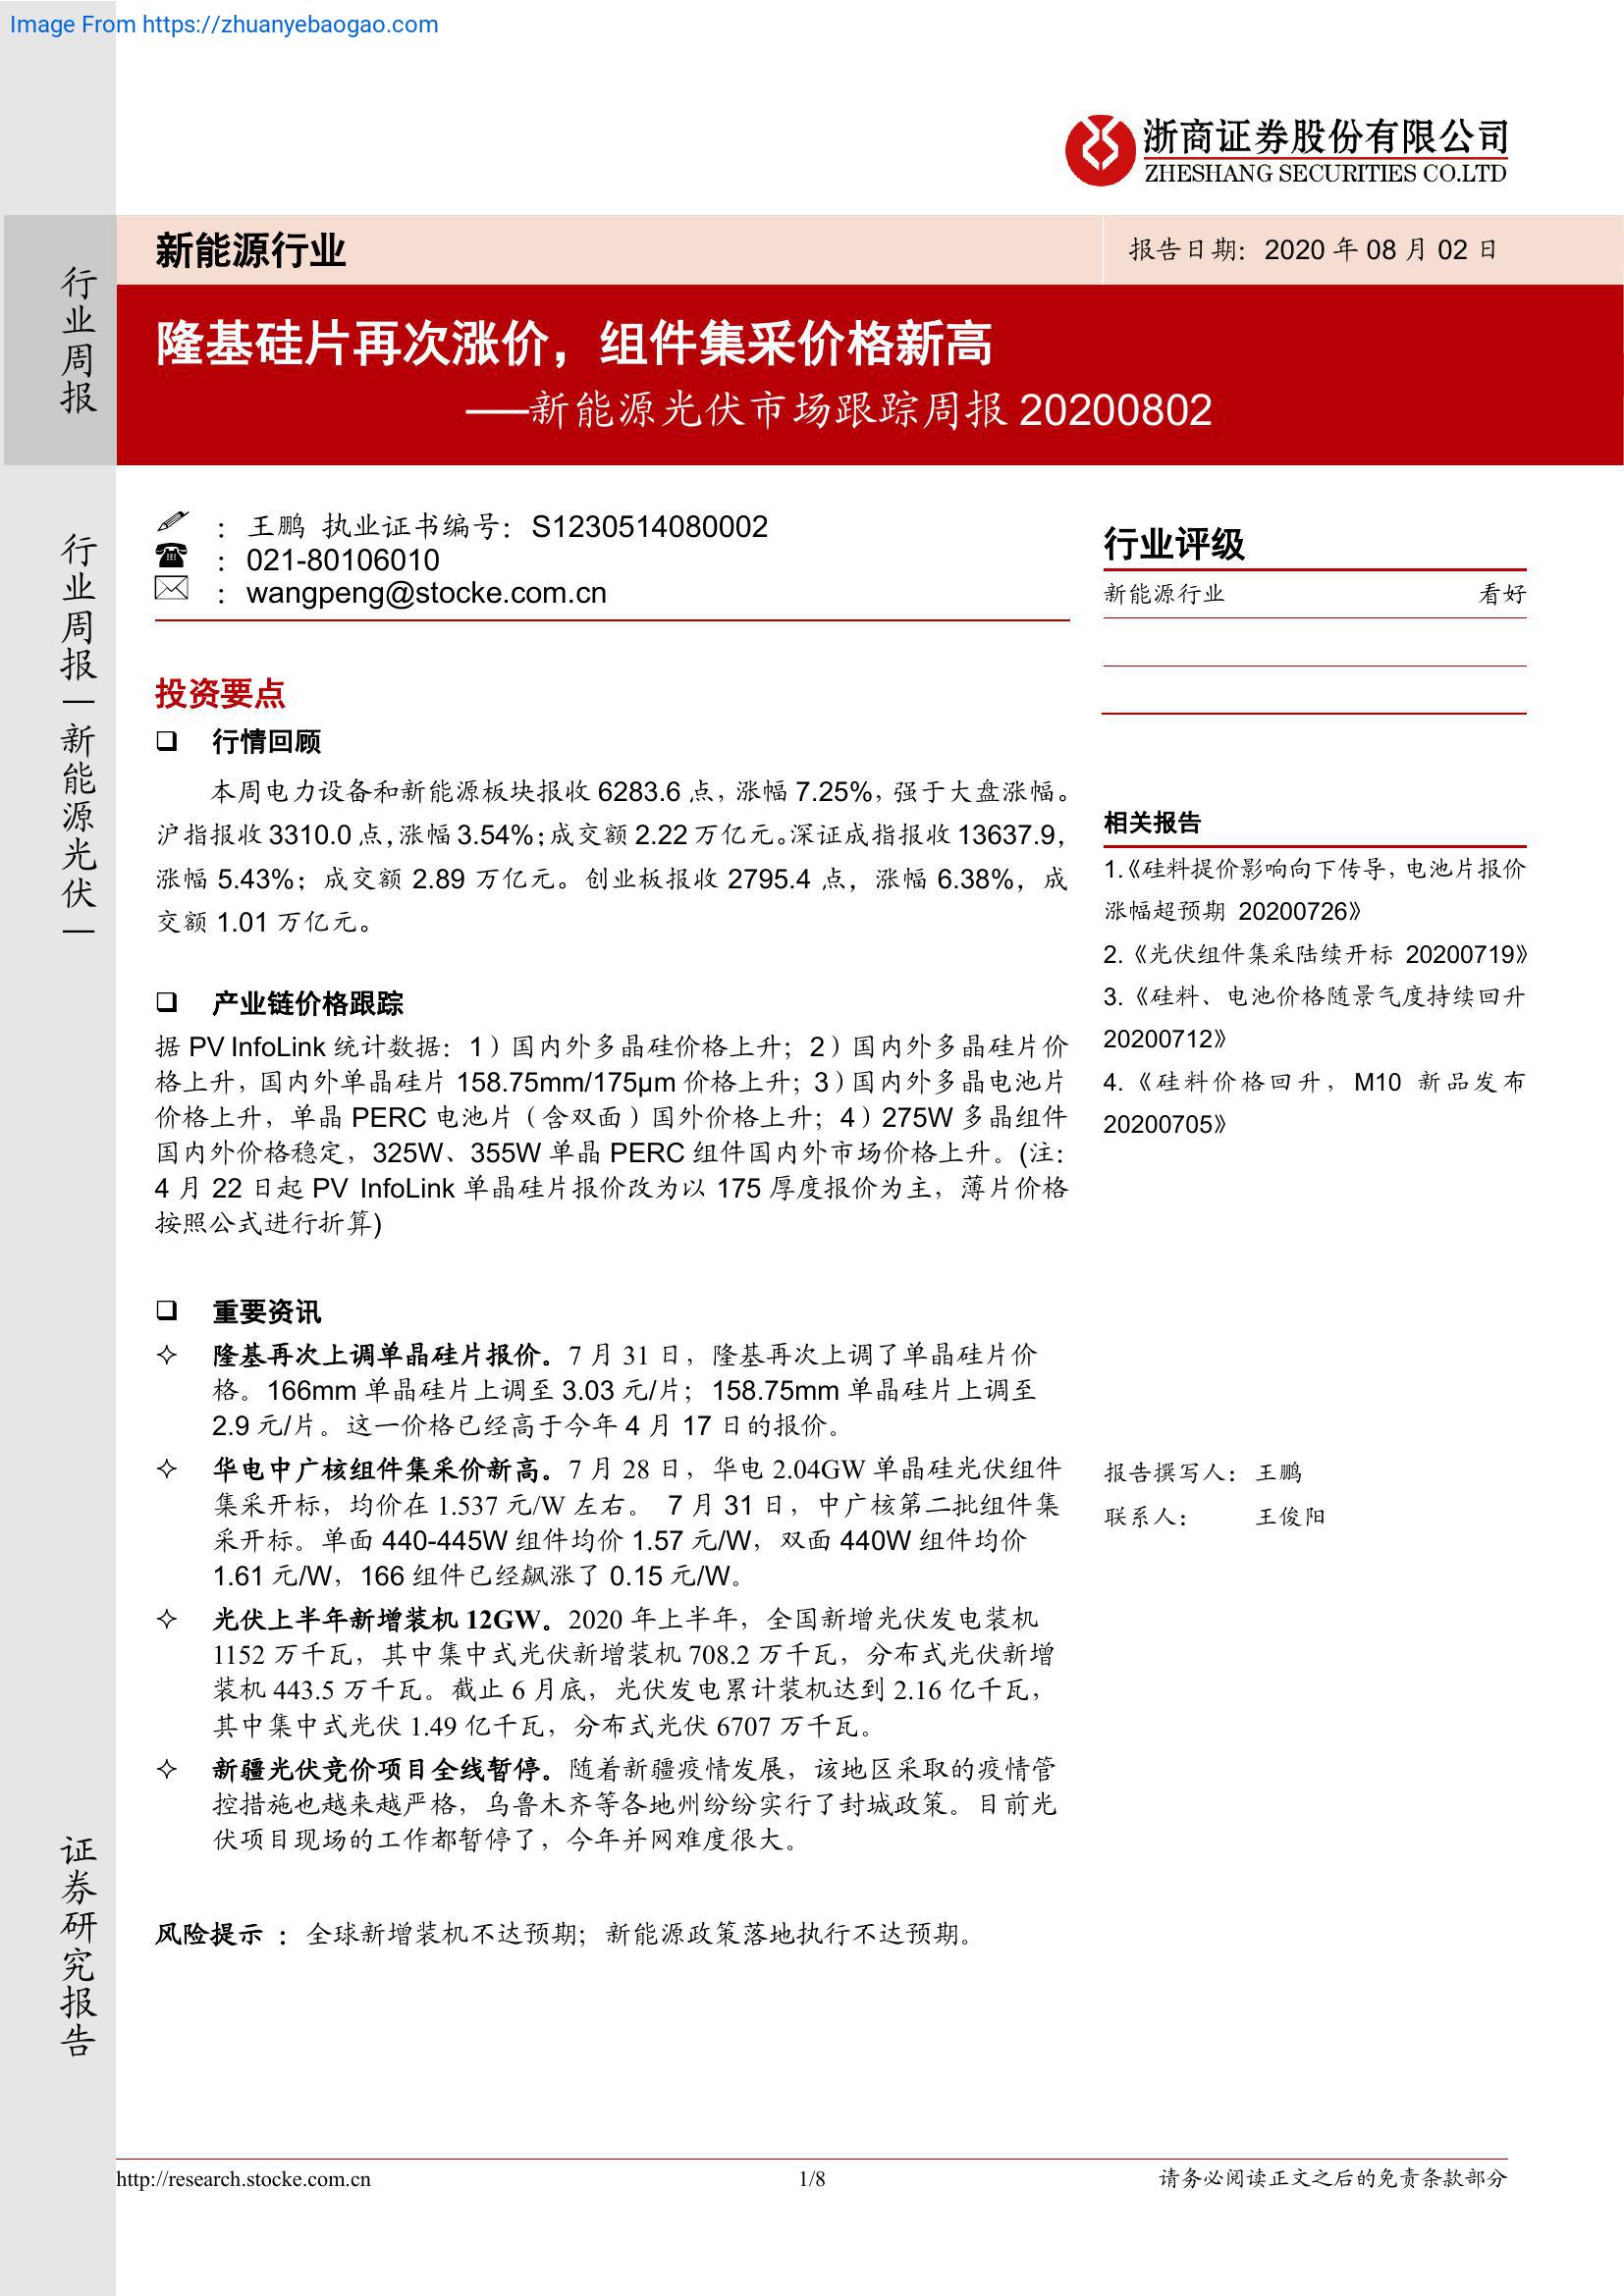 Image From https://zhuanyebaogao.com
浙商证券股份有限公司
ZHESHANG SECURITIES CO.LTD
新能源行业
报告日期：2020 年 08 月 02 日
行业周报
隆基硅片再次涨价，组件集采价格新高
——新能源光伏市场跟踪周报 20200802
行业周报—新能源光伏—
证券研究报告
： 王鹏 执业证书编号：S1230514080002
： 021-80106010
： wangpeng@stocke.com.cn
投资要点
行情回顾
本周电力设备和新能源板块报收 6283.6 点，涨幅 7.25%，强于大盘涨幅。
沪指报收 3310.0 点，涨幅 3.54%；成交额 2.22 万亿元。深证成指报收 13637.9，
涨幅 5.43%；成交额 2.89 万亿元。创业板报收 2795.4 点，涨幅 6.38%，成
交额 1.01 万亿元。
产业链价格跟踪
据 PV InfoLink 统计数据：1）国内外多晶硅价格上升；2）国内外多晶硅片价
格上升，国内外单晶硅片 158.75mm/175μm 价格上升；3）国内外多晶电池片
价格上升，单晶 PERC 电池片（含双面）国外价格上升；4）275W 多晶组件
国内外价格稳定，325W、355W 单晶 PERC 组件国内外市场价格上升。(注：
4 月 22 日起 PV InfoLink 单晶硅片报价改为以 175 厚度报价为主，薄片价格
按照公式进行折算)
重要资讯
隆基再次上调单晶硅片报价。7 月 31 日，隆基再次上调了单晶硅片价
格。166mm 单晶硅片上调至 3.03 元/片；158.75mm 单晶硅片上调至
2.9 元/片。这一价格已经高于今年 4 月 17 日的报价。
华电中广核组件集采价新高。7 月 28 日，华电 2.04GW 单晶硅光伏组件
集采开标，均价在 1.537 元/W 左右。 7 月 31 日，中广核第二批组件集
采开标。单面 440-445W 组件均价 1.57 元/W，双面 440W 组件均价
1.61 元/W，166 组件已经飙涨了 0.15 元/W。
光伏上半年新增装机 12GW。2020 年上半年，全国新增光伏发电装机
1152 万千瓦，其中集中式光伏新增装机 708.2 万千瓦，分布式光伏新增
装机 443.5 万千瓦。截止 6 月底，光伏发电累计装机达到 2.16 亿千瓦，
其中集中式光伏 1.49 亿千瓦，分布式光伏 6707 万千瓦。
新疆光伏竞价项目全线暂停。随着新疆疫情发展，该地区采取的疫情管
控措施也越来越严格，乌鲁木齐等各地州纷纷实行了封城政策。目前光
伏项目现场的工作都暂停了，今年并网难度很大。
风险提示 ：全球新增装机不达预期；新能源政策落地执行不达预期。
行业评级
新能源行业 看好
相关报告
1.《硅料提价影响向下传导，电池片报价
涨幅超预期 20200726》
2.《光伏组件集采陆续开标 20200719》
3.《硅料、电池价格随景气度持续回升
20200712》
4.《硅料价格回升，M10 新品发布
20200705》
报告撰写人： 王鹏
联系人： 王俊阳
http://research.stocke.com.cn
1/8
请务必阅读正文之后的免责条款部分